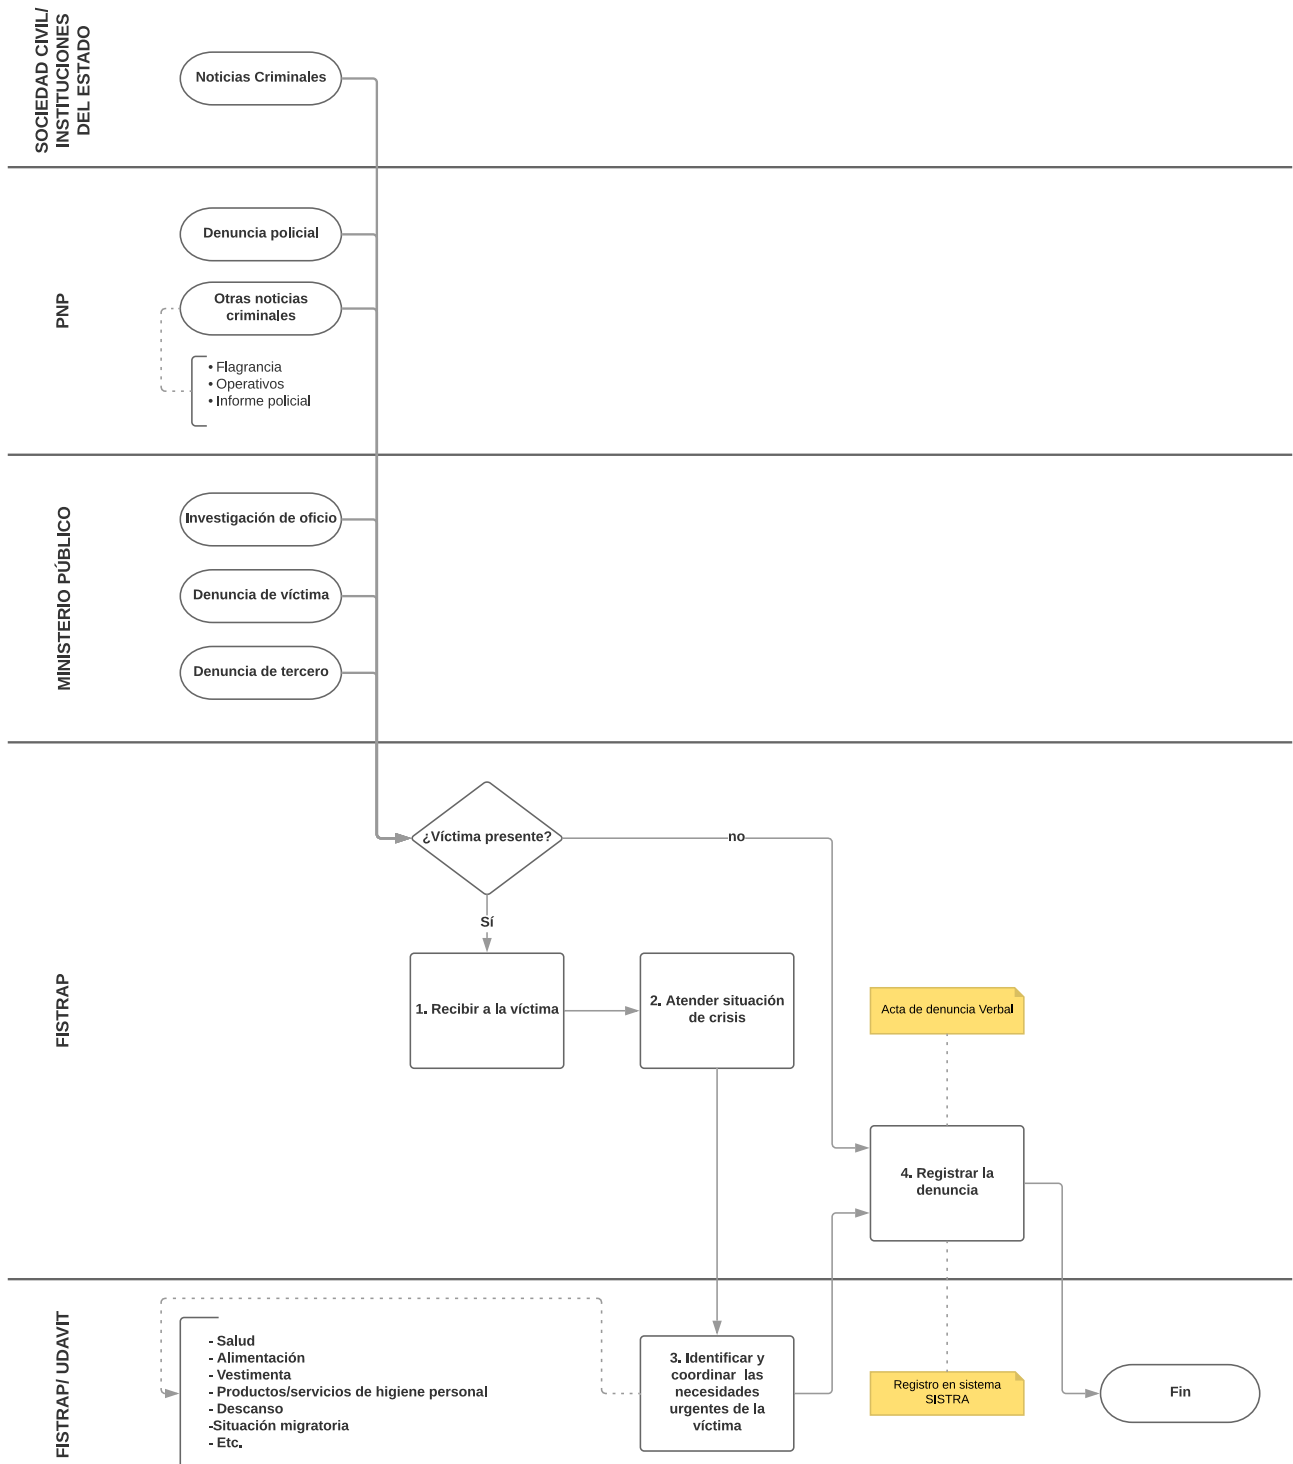 SOCIEDAD CIVIL/
INSTITUCIONES
DEL ESTADO
Noticias Criminales
PNP
Denuncia policial
Otras noticias
criminales
• Flagrancia
• Operativos
• Informe policial
MINISTERIO PÚBLICO
Investigación de oficio
Denuncia de víctima
Denuncia de tercero
FISTRAP
¿Víctima presente?
no
Sí
1. Recibir a la víctima
2. Atender situación
de crisis
Acta de denuncia Verbal
4. Registrar la
denuncia
FISTRAP/ UDAVIT
- Salud
- Alimentación
- Vestimenta
- Productos/servicios de higiene personal
- Descanso
-Situación migratoria
- Etc.
3. Identificar y
coordinar las
necesidades
urgentes de la
víctima
Registro en sistema
SISTRA
Fin